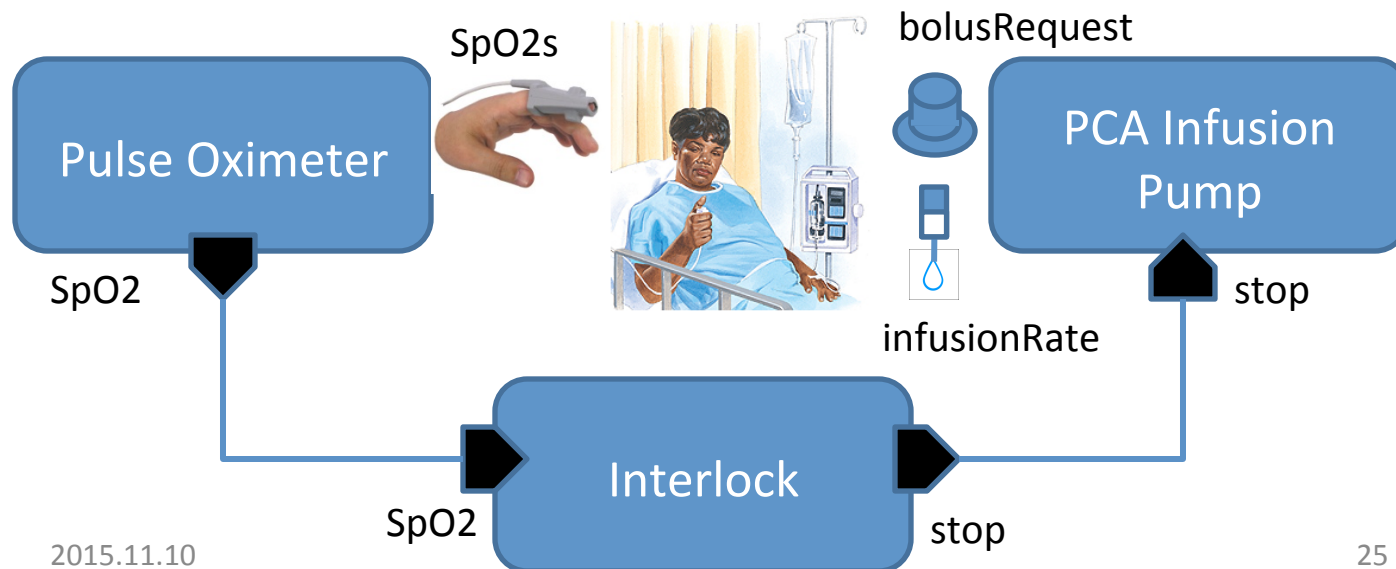 SpO2s
bolusRequest
Pulse Oximeter
PCA Infusion
Pump
SpO2
stop
infusionRate
Interlock
SpO2
stop
2015.11.10
25